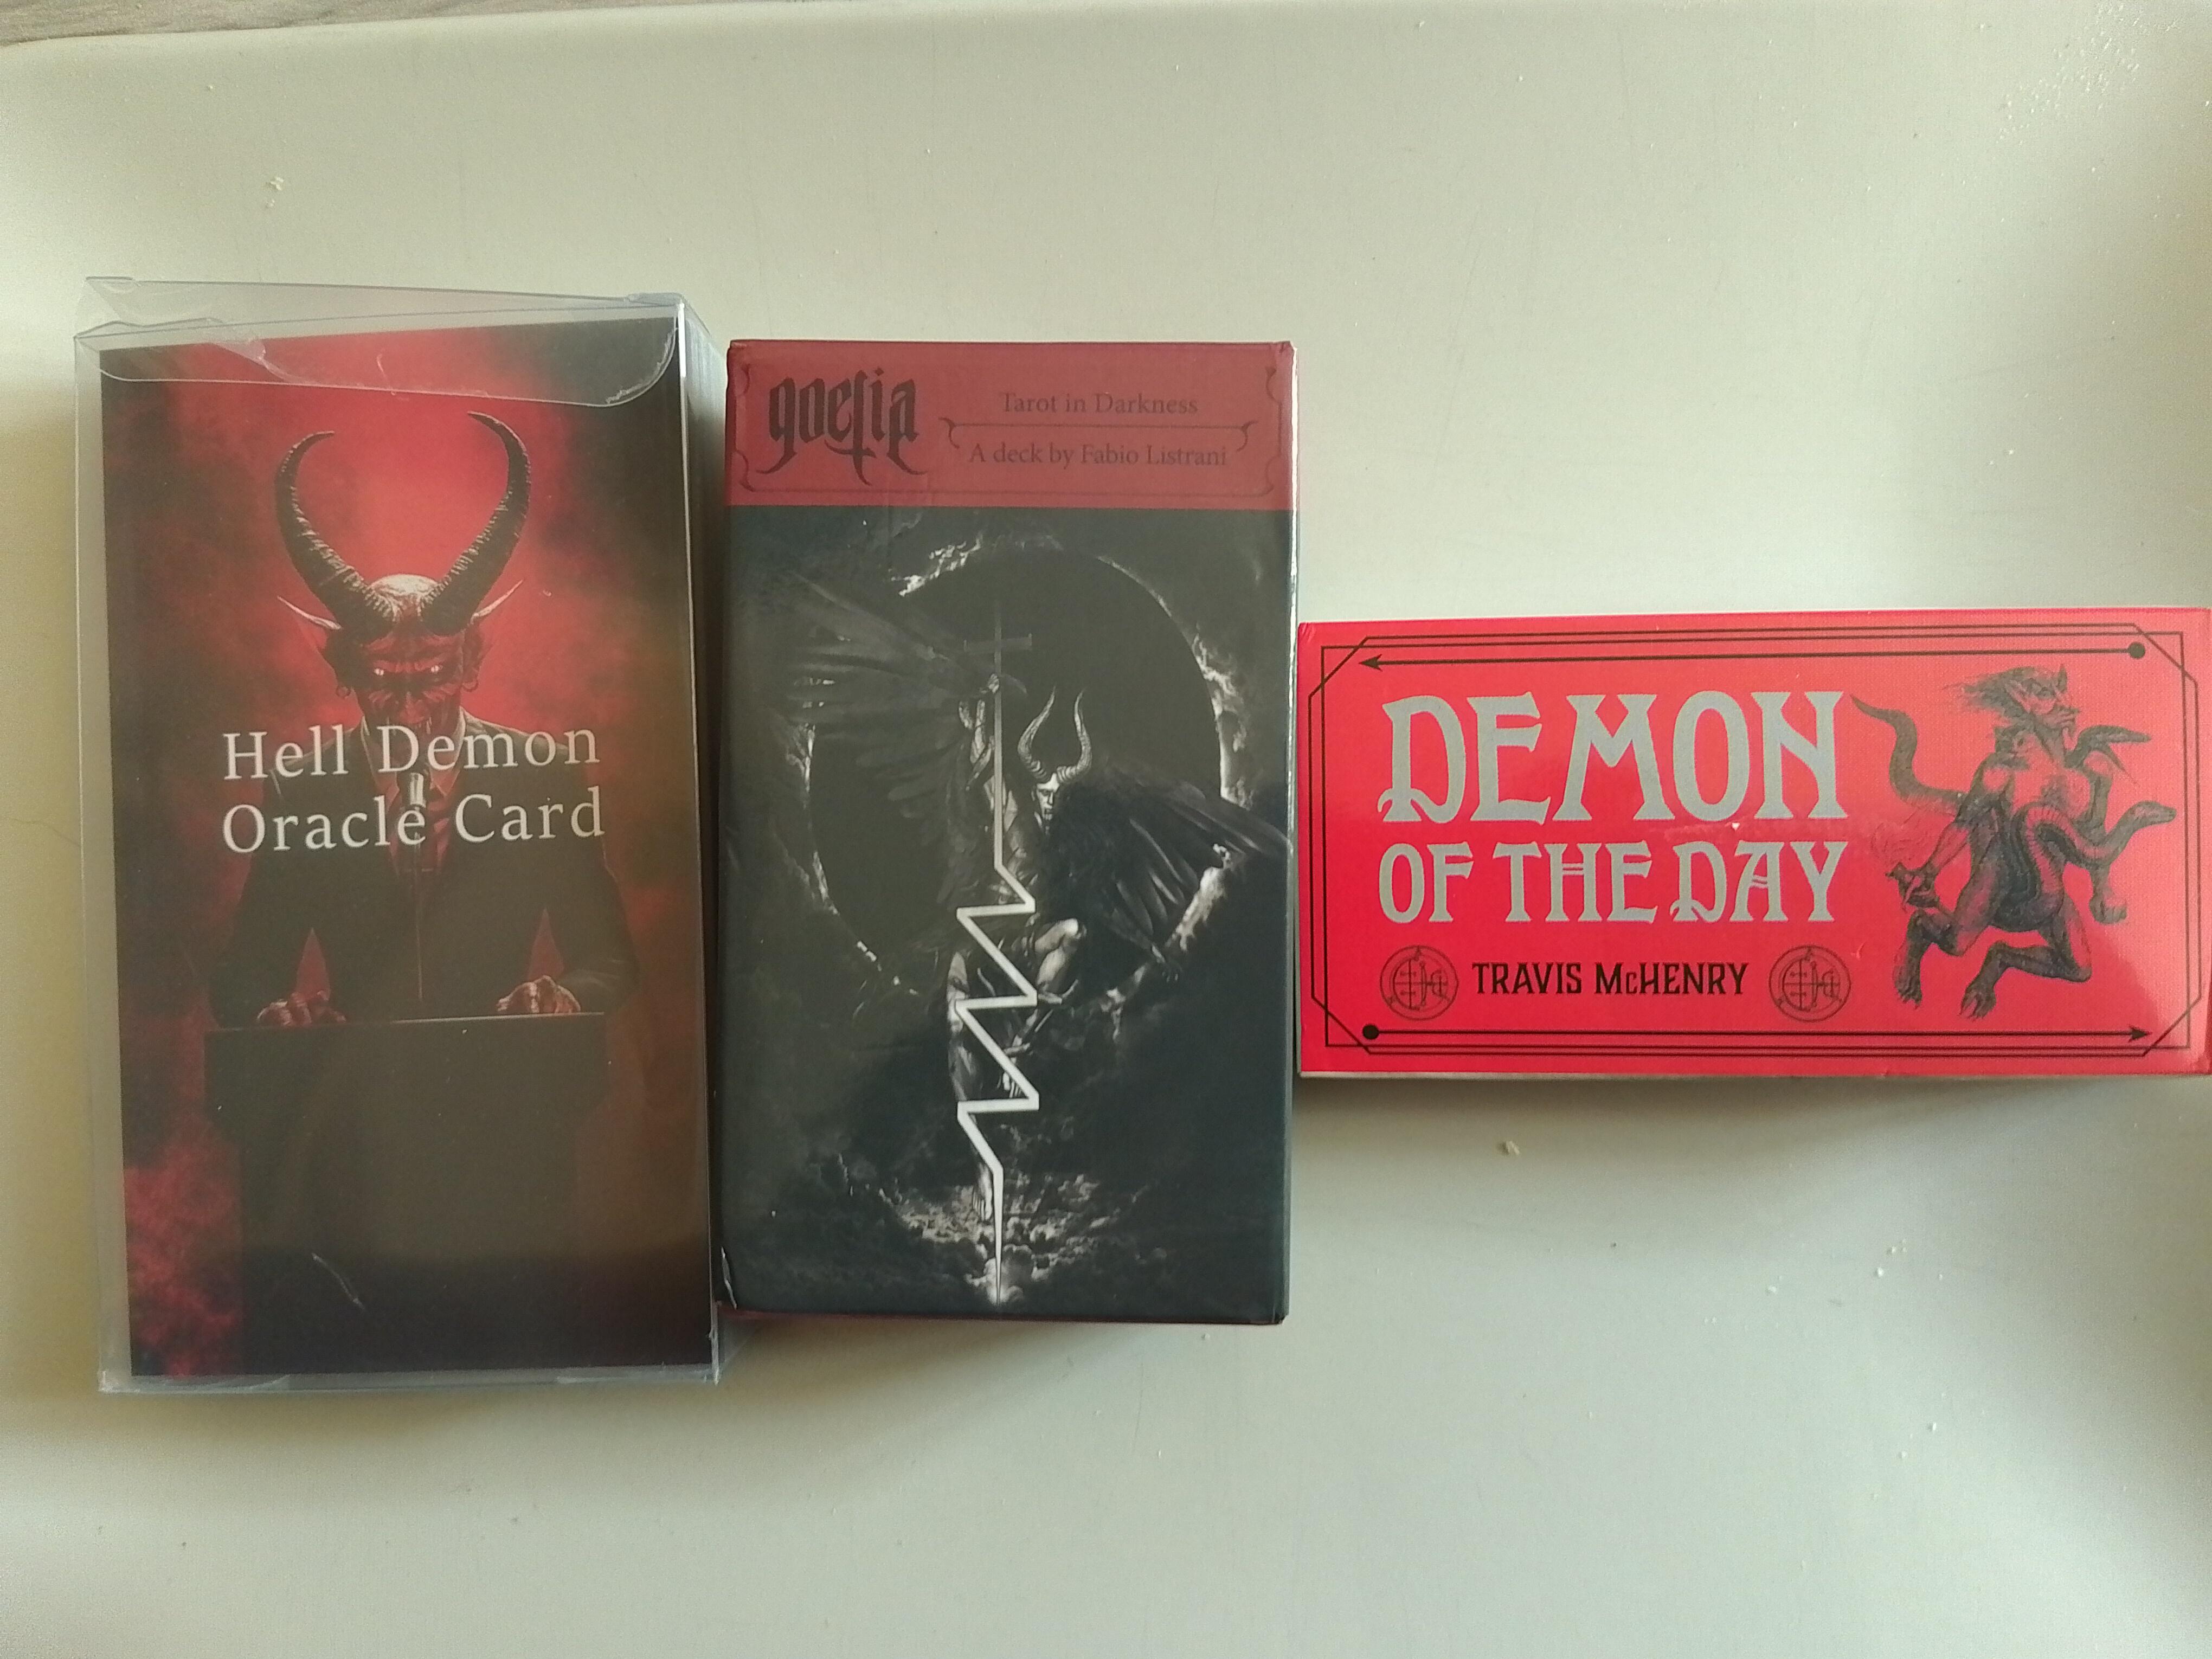 Hell Demon
Oracle Card
goetia
Tarot in Darkness
A deck by Fabio Listrani
DEMON
OF THE DAY
TRAVIS McHENRY